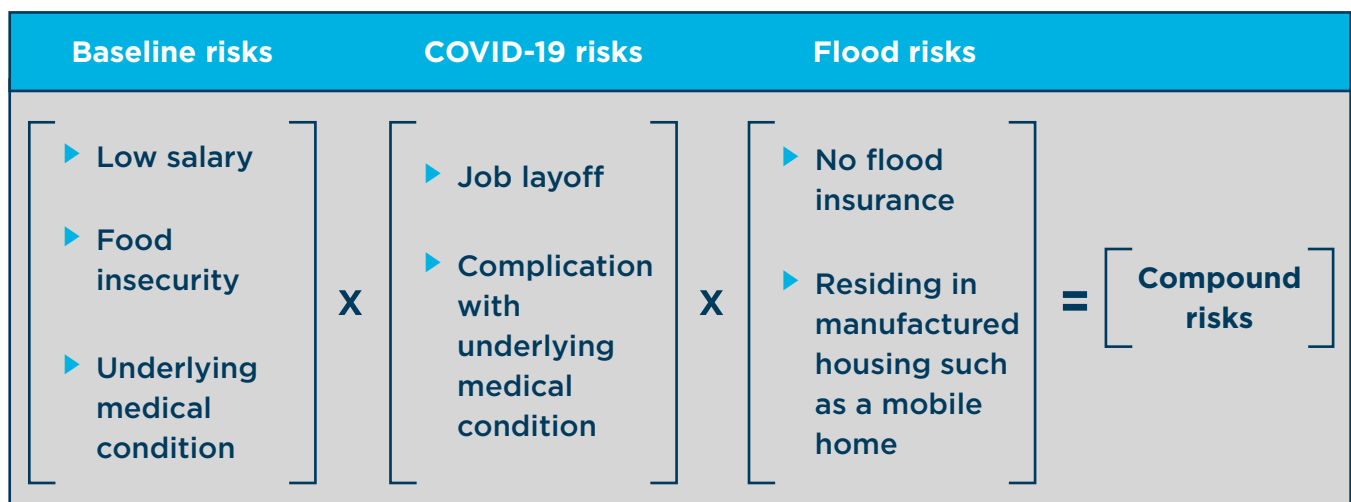 Baseline risks
COVID-19 risks
Flood risks
Low salary
Food
insecurity
Underlying
medical
condition
X
Job layoff
Complication
with
underlying
medical
condition
X
No flood
insurance
Residing in
manufactured
housing such
as a mobile
home
=
Compound
risks